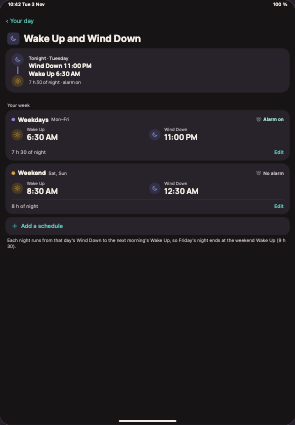 10:42 Tue 3 Nov
100 %
‹ Your day
Wake Up and Wind Down
Tonight · Tuesday
Wind Down 11:00 PM
Wake Up 6:30 AM
7 h 30 of night · alarm on
Your week
Weekdays Mon–Fri
Alarm on
Wake Up
6:30 AM
Wind Down
11:00 PM
7 h 30 of night
Edit
Weekend Sat, Sun
No alarm
Wake Up
8:30 AM
Wind Down
12:30 AM
8 h of night
Edit
+ Add a schedule
Each night runs from that day's Wind Down to the next morning's Wake Up, so Friday's night ends at the weekend Wake Up (9 h
30).